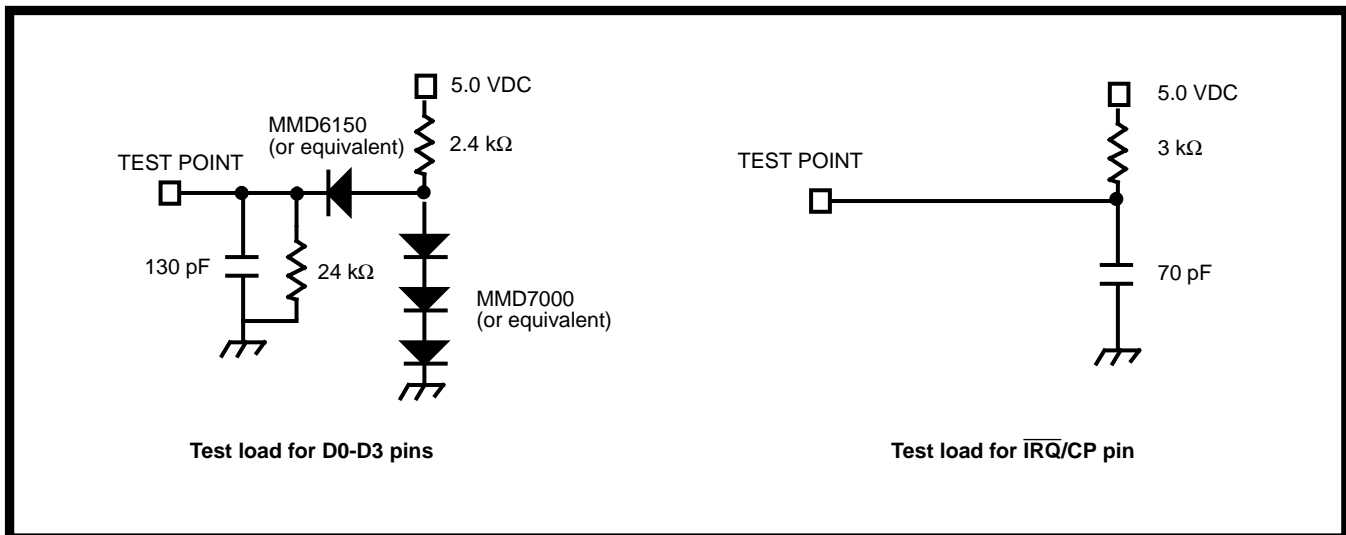 5.0 VDC
MMD6150
(or equivalent)
2.4 kΩ
TEST POINT
130 pF
24 kΩ
MMD7000
(or equivalent)
Test load for D0-D3 pins
5.0 VDC
3 kΩ
TEST POINT
70 pF
Test load for I̅R̅Q̅/CP pin